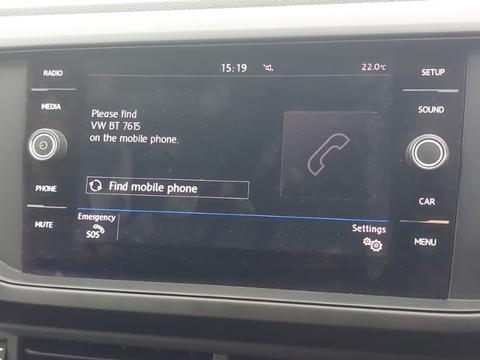 15:19
22.0°C
RADIO
MEDIA
PHONE
MUTE
Please find
VW BT 7615
on the mobile phone.
Find mobile phone
Emergency
SOS
Settings
SETUP
SOUND
CAR
MENU